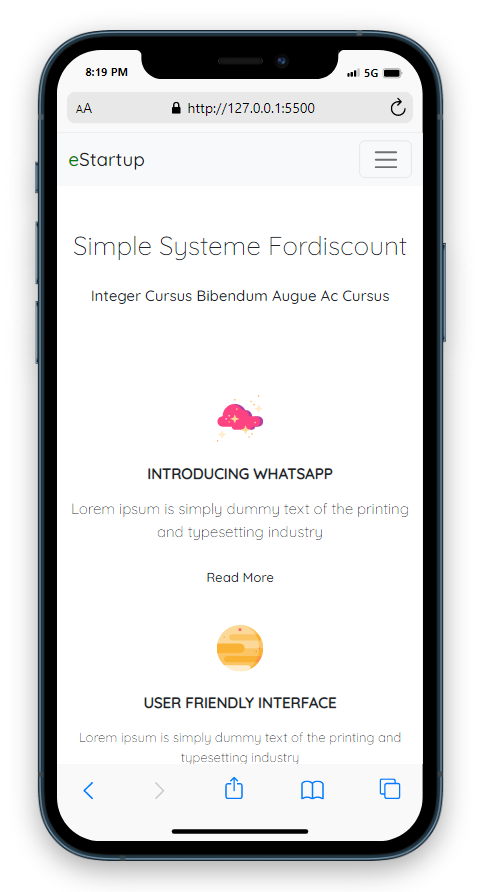 8:19 PM
5G
AA
http://127.0.0.1:5500
eStartup
Simple Systeme Fordiscount
Integer Cursus Bibendum Augue Ac Cursus
INTRODUCING WHATSAPP
Lorem ipsum is simply dummy text of the printing
and typesetting industry
Read More
USER FRIENDLY INTERFACE
Lorem ipsum is simply dummy text of the printing and
typesetting industry